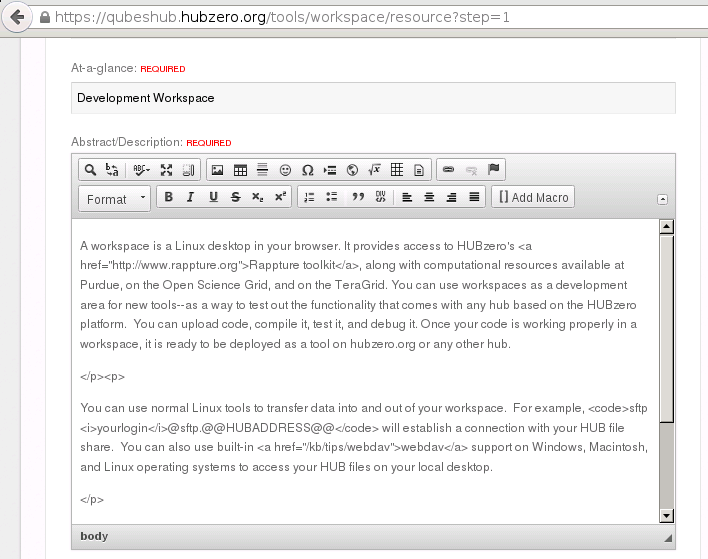 https://qubeshub.hubzero.org/tools/workspace/resource?step=1
At-a-glance: REQUIRED
Development Workspace
Abstract/Description: REQUIRED
Format B I U S x₂ x² " DIV [] Add Macro
A workspace is a Linux desktop in your browser. It provides access to HUBzero's <a
href="http://www.rappture.org">Rappture toolkit</a>, along with computational resources available at
Purdue, on the Open Science Grid, and on the TeraGrid. You can use workspaces as a development
area for new tools--as a way to test out the functionality that comes with any hub based on the HUBzero
platform.  You can upload code, compile it, test it, and debug it. Once your code is working properly in a
workspace, it is ready to be deployed as a tool on hubzero.org or any other hub.
</p><p>
You can use normal Linux tools to transfer data into and out of your workspace.  For example, <code>sftp
<i>yourlogin</i>@sftp.@@HUBADDRESS@@</code> will establish a connection with your HUB file
share.  You can also use built-in <a href="/kb/tips/webdav">webdav</a> support on Windows, Macintosh,
and Linux operating systems to access your HUB files on your local desktop.
</p>
body